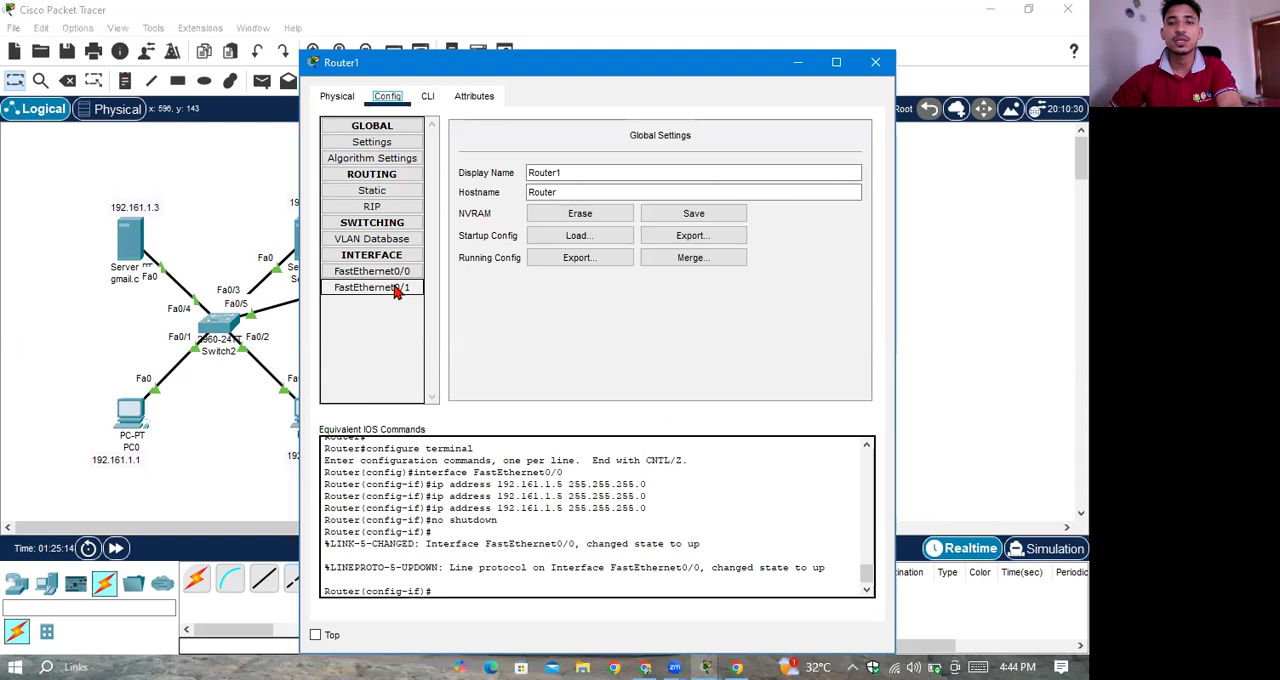 Cisco Packet Tracer
File Edit Options View Tools Extensions Window Help
Logical Physical x: 596, y: 143
Root 20:10:30
Router1
Physical Config CLI Attributes
GLOBAL
Settings
Algorithm Settings
ROUTING
Static
RIP
SWITCHING
VLAN Database
INTERFACE
FastEthernet0/0
FastEthernet0/1
Global Settings
Display Name Router1
Hostname Router
NVRAM Erase Save
Startup Config Load... Export...
Running Config Export... Merge...
Equivalent IOS Commands
Router#
Router#configure terminal
Enter configuration commands, one per line. End with CNTL/Z.
Router(config)#interface FastEthernet0/0
Router(config-if)#ip address 192.161.1.5 255.255.255.0
Router(config-if)#ip address 192.161.1.5 255.255.255.0
Router(config-if)#ip address 192.161.1.5 255.255.255.0
Router(config-if)#no shutdown
Router(config-if)#
%LINK-5-CHANGED: Interface FastEthernet0/0, changed state to up
%LINEPROTO-5-UPDOWN: Line protocol on Interface FastEthernet0/0, changed state to up
Router(config-if)#
Top
192.161.1.3
Server
gmail.c
Fa0
Fa0
Fa0/3
Fa0/4
Fa0/5
Fa0/1
Fa0/2
Switch2
Fa0
PC-PT
PC0
192.161.1.1
Time: 01:25:14
Realtime Simulation
Type Color Time(sec) Periodic
Links
32°C
4:44 PM